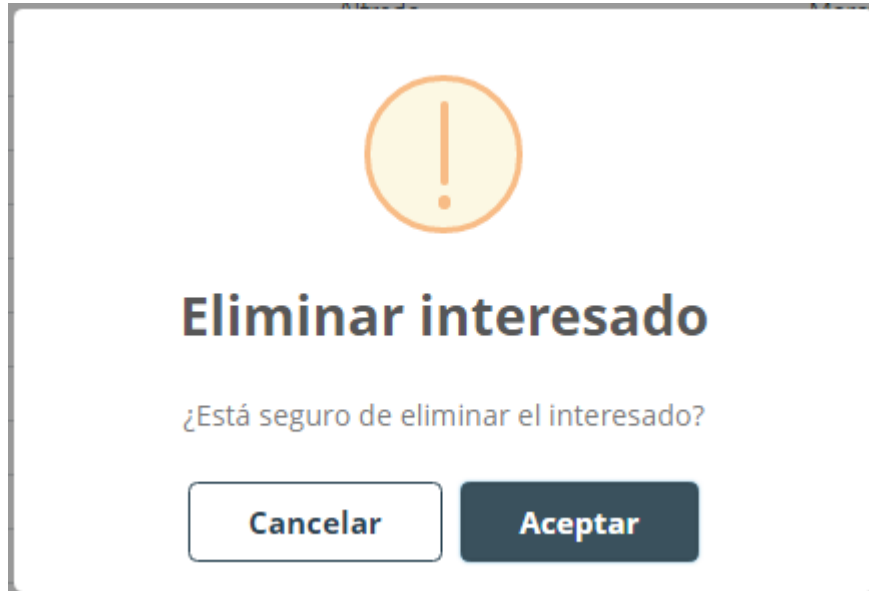 Eliminar interesado
¿Está seguro de eliminar el interesado?
Cancelar
Aceptar